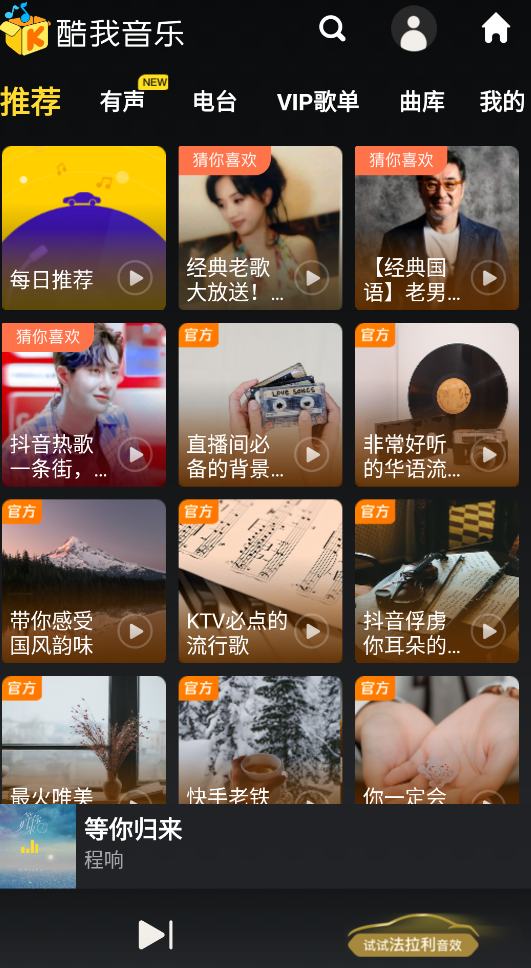 酷我音乐
NEW
推荐 有声 电台 VIP歌单 曲库 我的
每日推荐
猜你喜欢
经典老歌
大放送！…
猜你喜欢
【经典国
语】老男…
猜你喜欢
抖音热歌
一条街，…
官方
直播间必
备的背景…
官方
非常好听
的华语流…
官方
带你感受
国风韵味
官方
KTV必点的
流行歌
官方
抖音俘虏
你耳朵的…
官方
最火唯美
官方
快手老铁
官方
你一定会
等你归来
程响
试试法拉利音效